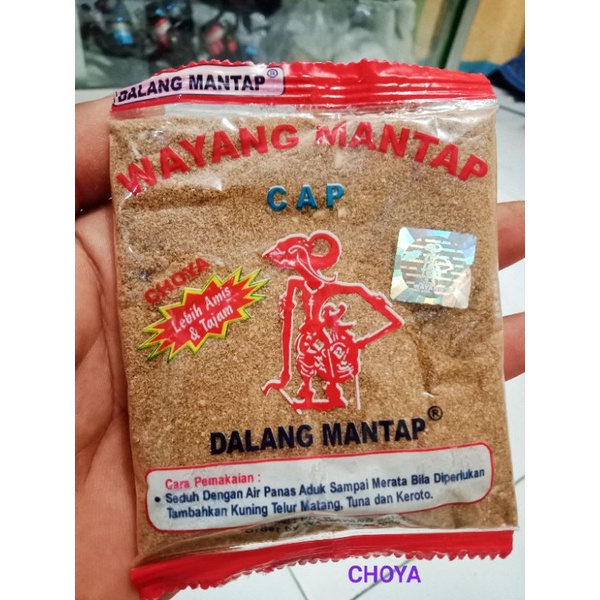 DALANG MANTAP®
WAYANG MANTAP
CAP
CHOYA
Lebih Amis
& Tajam
DALANG MANTAP®
Cara Pemakaian :
• Seduh Dengan Air Panas Aduk Sampai Merata Bila Diperlukan
Tambahkan Kuning Telur Matang, Tuna dan Keroto.
CHOYA